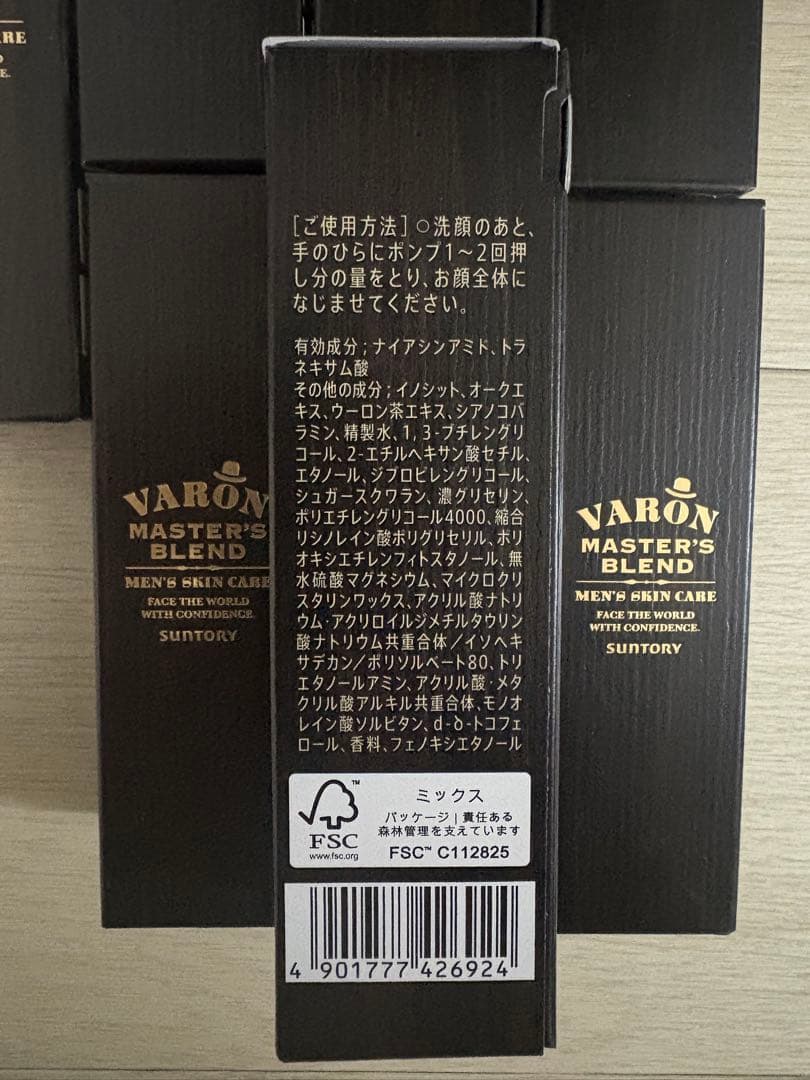 RE
E.
[ご使用方法]○洗顔のあと、
手のひらにポンプ1〜2回押
し分の量をとり、お顔全体に
なじませてください。
有効成分;ナイアシンアミド、トラ
ネキサム酸
その他の成分;イノシット、オークエ
キス、ウーロン茶エキス、シアノコバ
ラミン、精製水、1,3-ブチレングリ
コール、2-エチルヘキサン酸セチル、
エタノール、ジプロピレングリコール、
シュガースクワラン、濃グリセリン、
ポリエチレングリコール4000、縮合
リシノレイン酸ポリグリセリル、ポリ
オキシエチレンフィトスタノール、無
水硫酸マグネシウム、マイクロクリ
スタリンワックス、アクリル酸ナトリ
ウム・アクリロイルジメチルタウリン
酸ナトリウム共重合体/イソヘキ
サデカン/ポリソルベート80、トリ
エタノールアミン、アクリル酸・メタ
クリル酸アルキル共重合体、モノオ
レイン酸ソルビタン、d-δ-トコフェ
ロール、香料、フェノキシエタノール
FSC
www.fsc.org
ミックス
パッケージ|責任ある
森林管理を支えています
FSC™ C112825
4 901777 426924
VARON
MASTER'S
BLEND
MEN'S SKIN CARE
FACE THE WORLD
WITH CONFIDENCE.
SUNTORY
VARON
MASTER'S
BLEND
MEN'S SKIN CARE
FACE THE WORLD
WITH CONFIDENCE.
SUNTORY